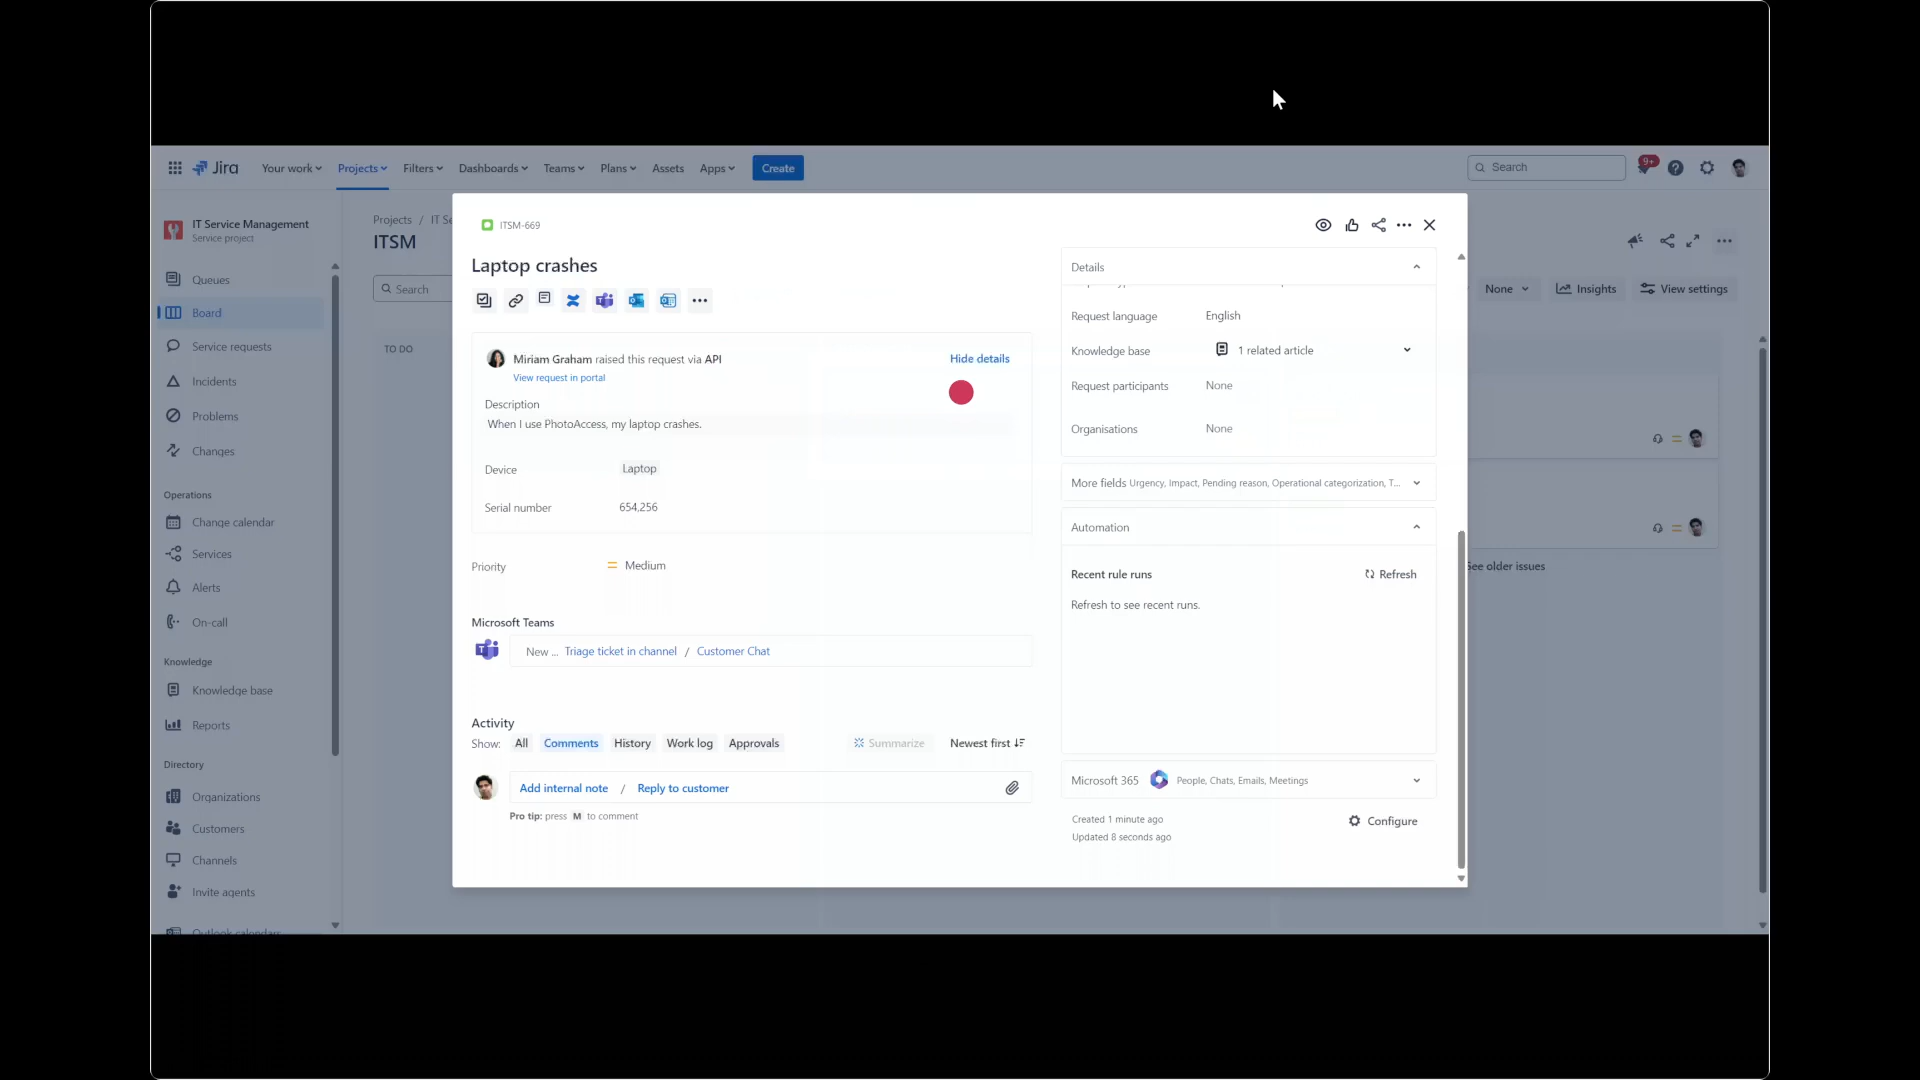 Jira
Your work
Projects
Filters
Dashboards
Teams
Plans
Assets
Apps
Create
Search
9+
IT Service Management
Service project
Queues
Board
Service requests
Incidents
Problems
Changes
Operations
Change calendar
Services
Alerts
On-call
Knowledge
Knowledge base
Reports
Directory
Organizations
Customers
Channels
Invite agents
Outlook calendars
Projects / IT Se
ITSM
Search
TO DO
None
Insights
View settings
See older issues
ITSM-669
Laptop crashes
Miriam Graham raised this request via API
Hide details
View request in portal
Description
When I use PhotoAccess, my laptop crashes.
Device Laptop
Serial number 654,256
Priority Medium
Microsoft Teams
New ... Triage ticket in channel / Customer Chat
Activity
Show: All Comments History Work log Approvals Summarize Newest first
Add internal note / Reply to customer
Pro tip: press M to comment
Details
Request language English
Knowledge base 1 related article
Request participants None
Organisations None
More fields Urgency, Impact, Pending reason, Operational categorization, T...
Automation
Recent rule runs Refresh
Refresh to see recent runs.
Microsoft 365 People, Chats, Emails, Meetings
Created 1 minute ago
Configure
Updated 8 seconds ago